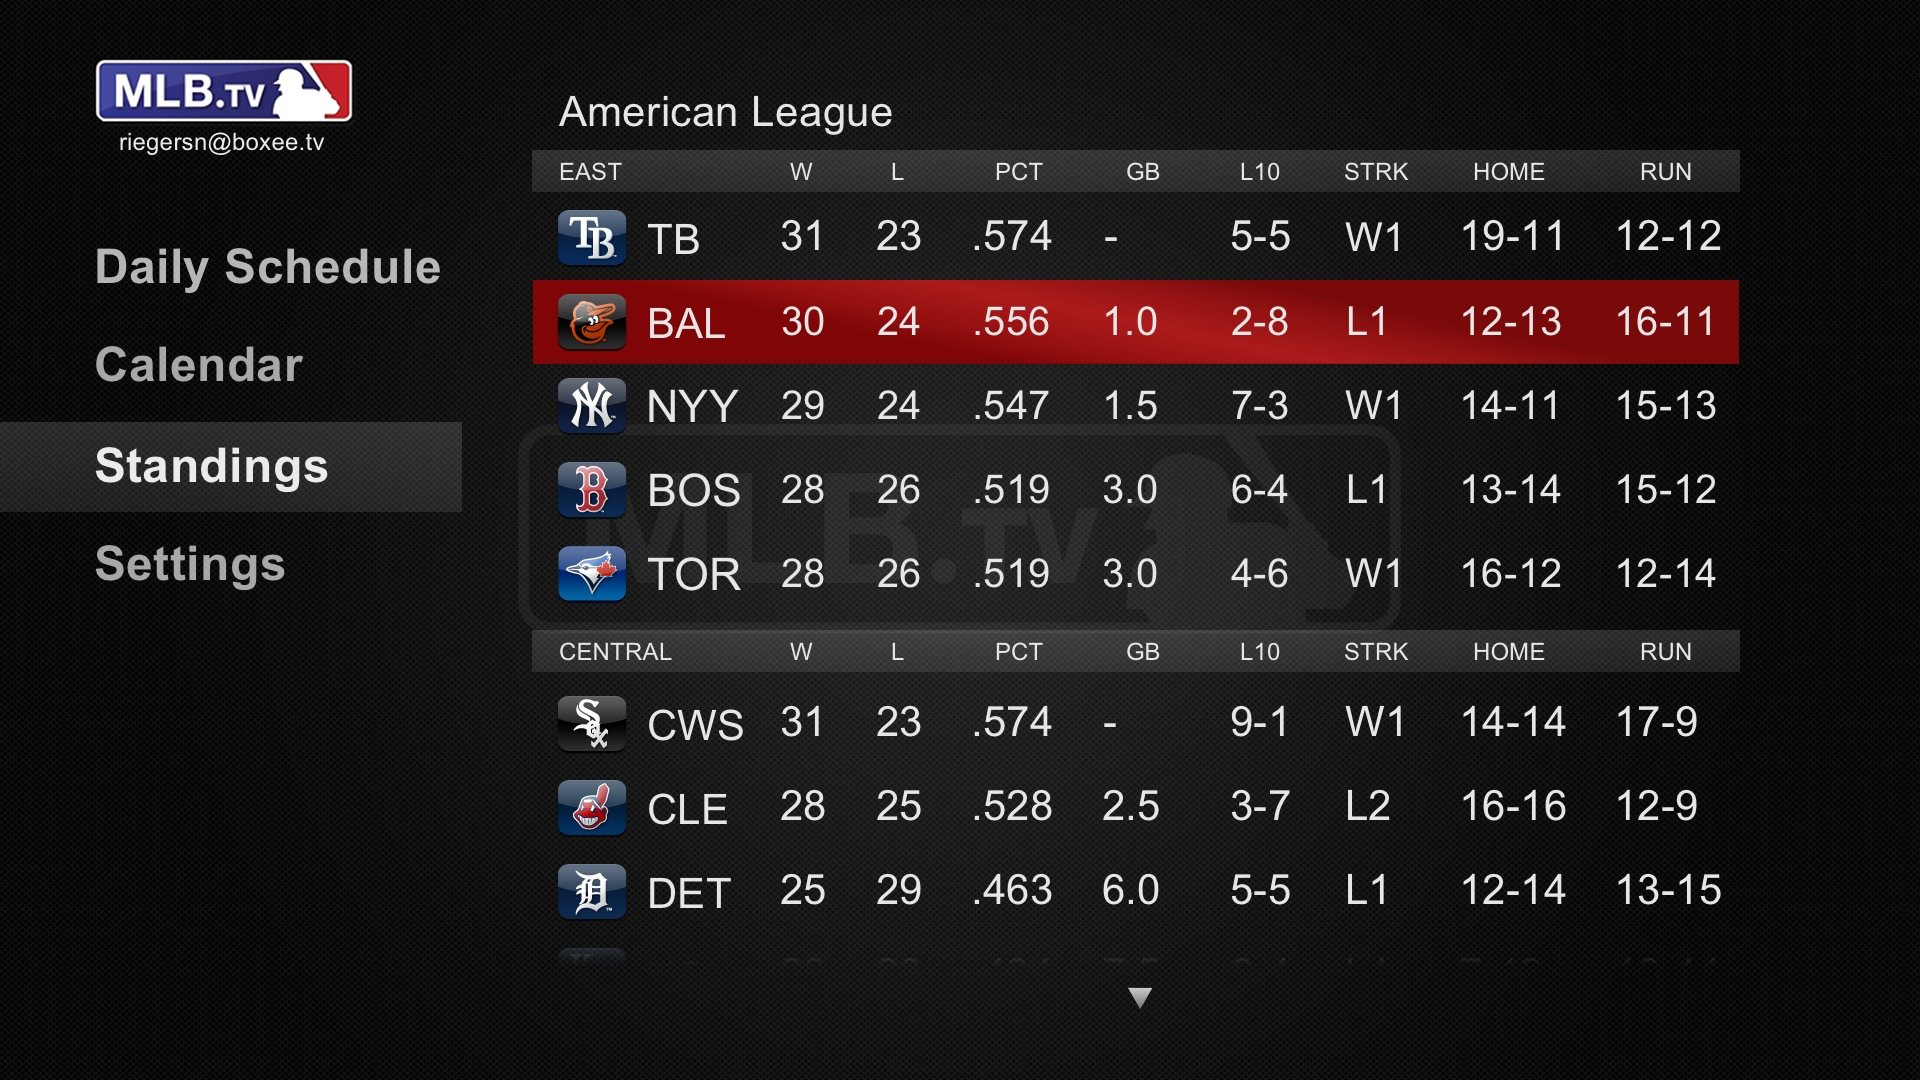 MLB.TV
riegersn@boxee.tv
Daily Schedule
Calendar
Standings
Settings
American League
EAST W L PCT GB L10 STRK HOME RUN
TB TB 31 23 .574 - 5-5 W1 19-11 12-12
BAL 30 24 .556 1.0 2-8 L1 12-13 16-11
NY NYY 29 24 .547 1.5 7-3 W1 14-11 15-13
B BOS 28 26 .519 3.0 6-4 L1 13-14 15-12
TOR 28 26 .519 3.0 4-6 W1 16-12 12-14
MLB.TV
CENTRAL W L PCT GB L10 STRK HOME RUN
Sox CWS 31 23 .574 - 9-1 W1 14-14 17-9
CLE 28 25 .528 2.5 3-7 L2 16-16 12-9
D DET 25 29 .463 6.0 5-5 L1 12-14 13-15